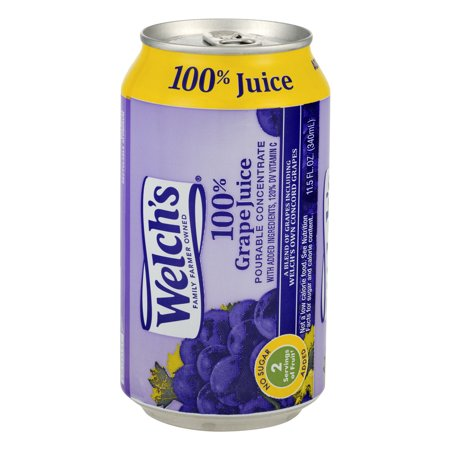 100% Juice
Welch's®
FAMILY FARMER OWNED
100%
Grape Juice
POURABLE CONCENTRATE
WITH ADDED INGREDIENTS, 120% DV VITAMIN C
A BLEND OF GRAPES INCLUDING
WELCH'S OWN CONCORD GRAPES
11.5 FL. OZ. (340mL)
Not a low calorie food. See Nutrition
Facts for sugar and calorie content.
NO SUGAR
ADDED
2
Servings
of Fruit†